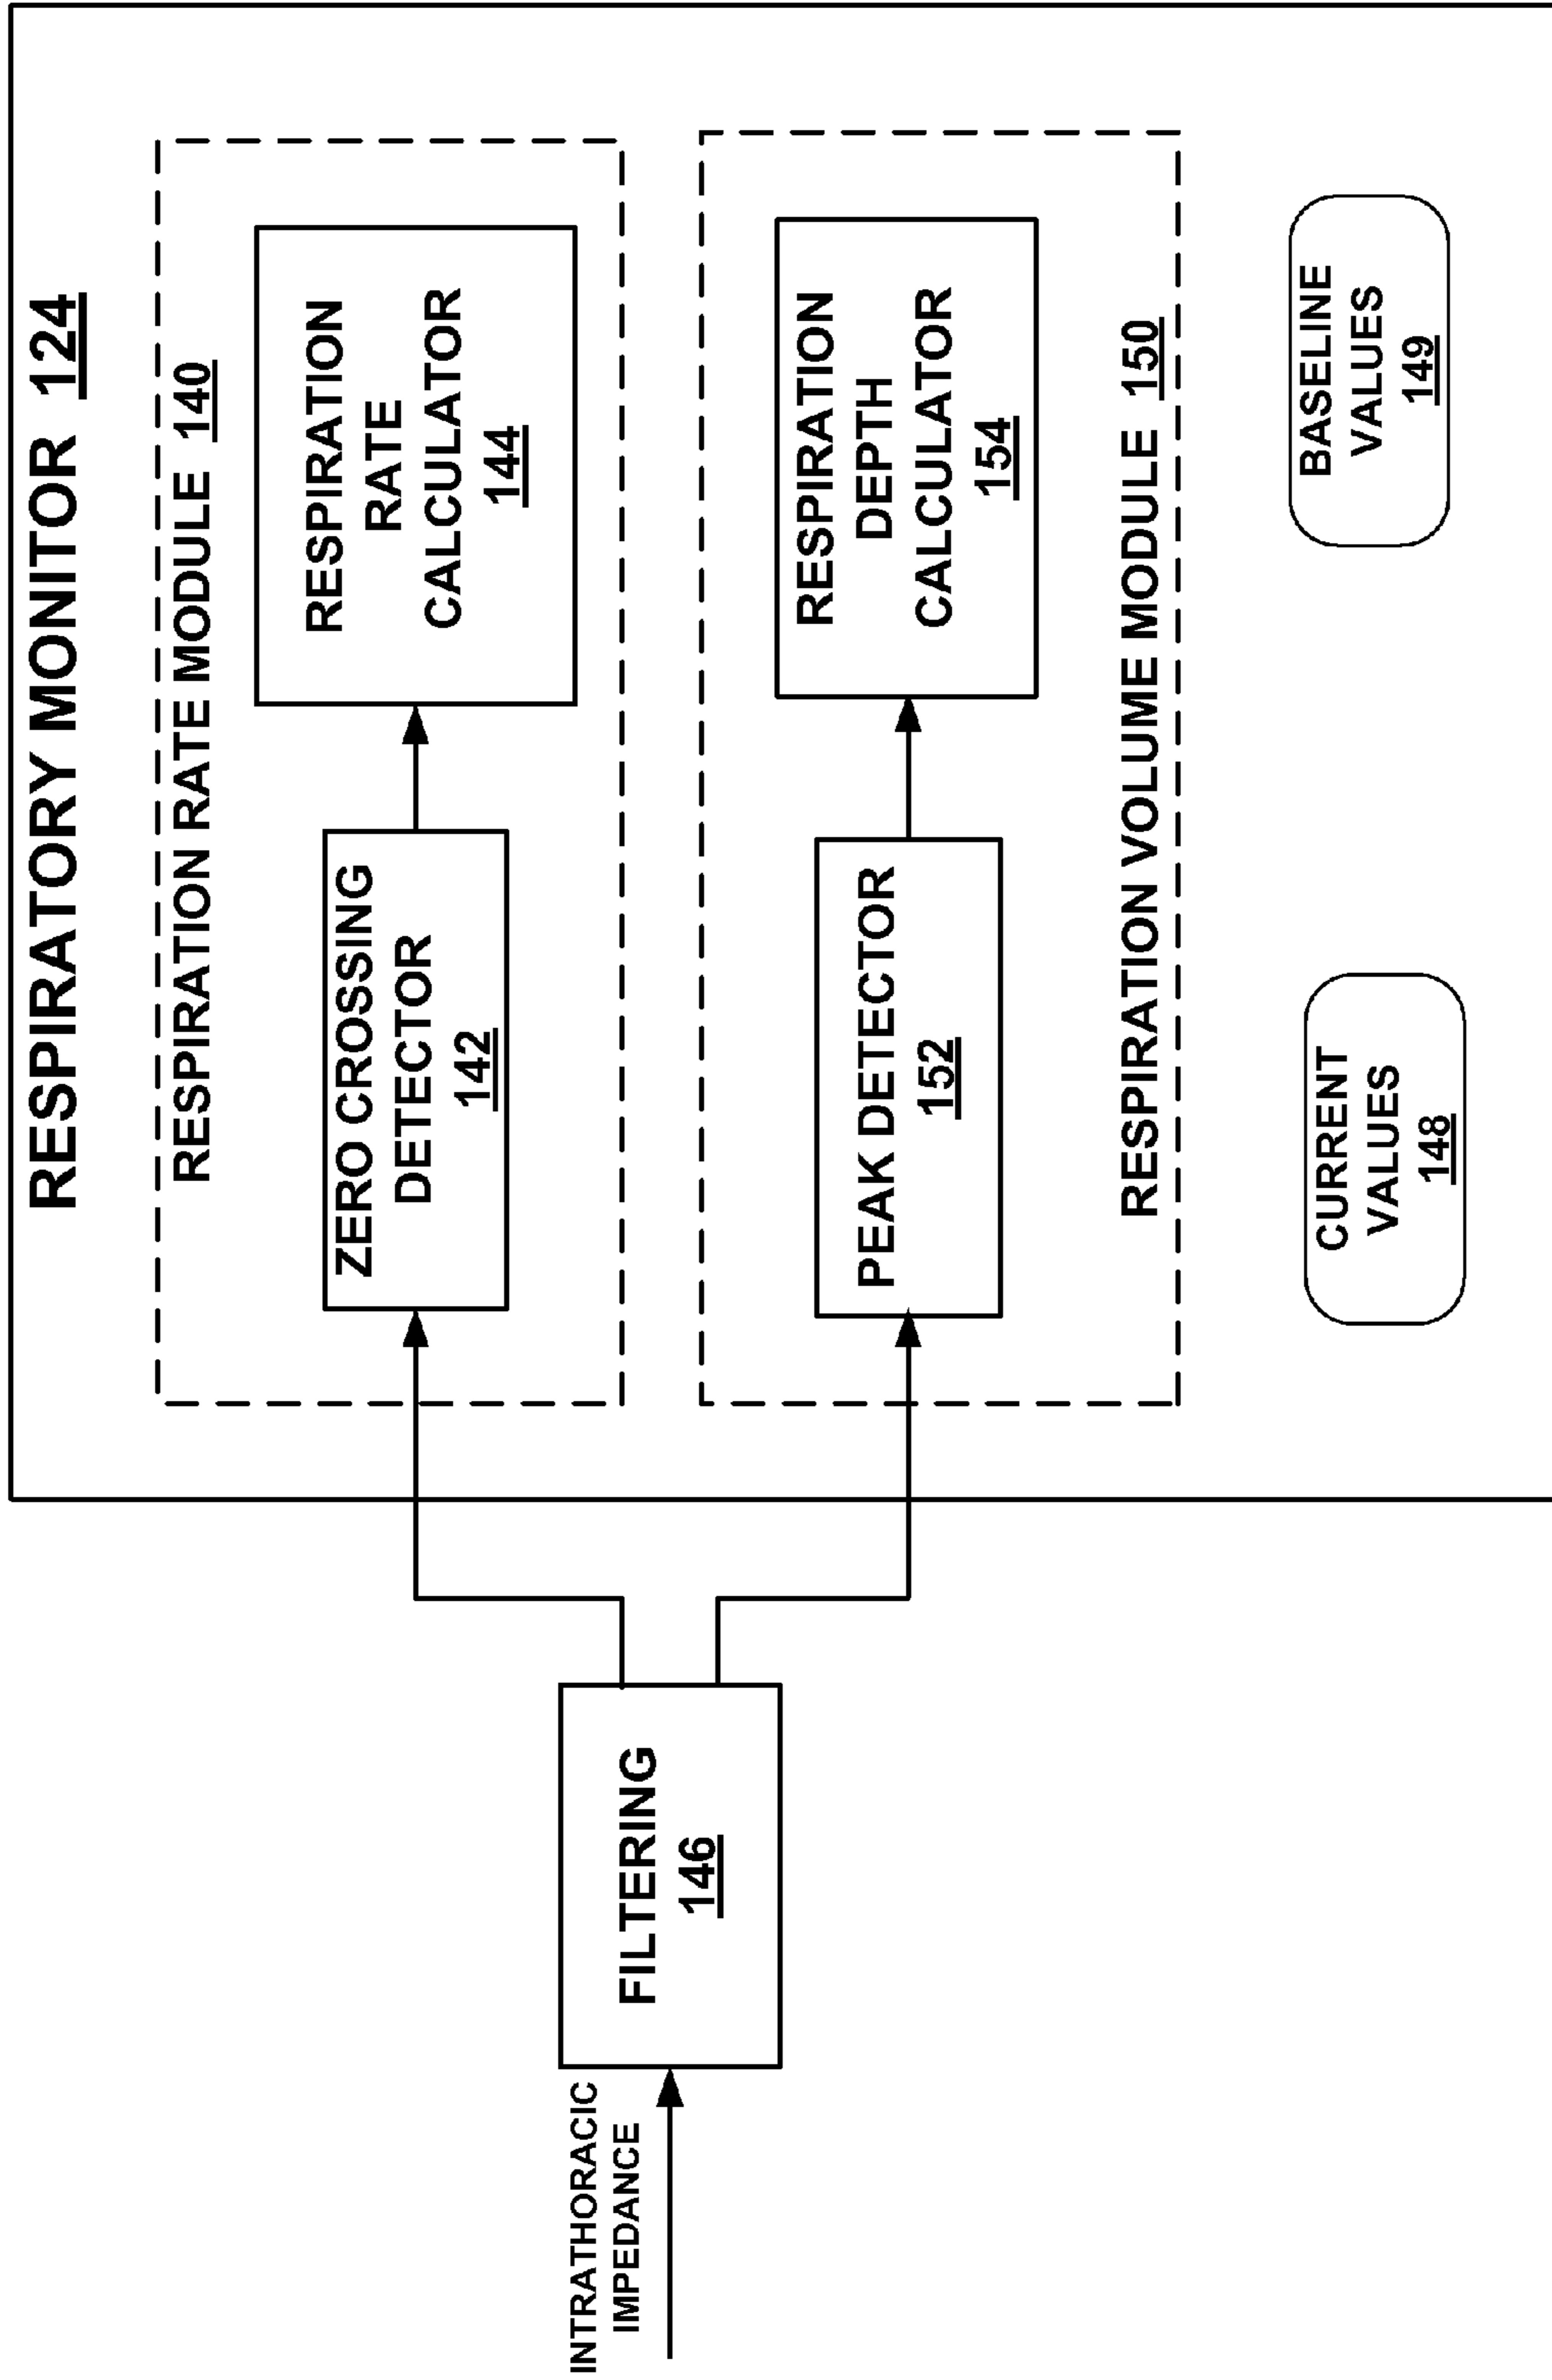 RESPIRATORY MONITOR 124
RESPIRATION RATE MODULE 140
ZERO CROSSING
DETECTOR
142
RESPIRATION
RATE
CALCULATOR
144
INTRATHORACIC
IMPEDANCE
FILTERING
146
PEAK DETECTOR
152
RESPIRATION
DEPTH
CALCULATOR
154
RESPIRATION VOLUME MODULE 150
CURRENT
VALUES
148
BASELINE
VALUES
149